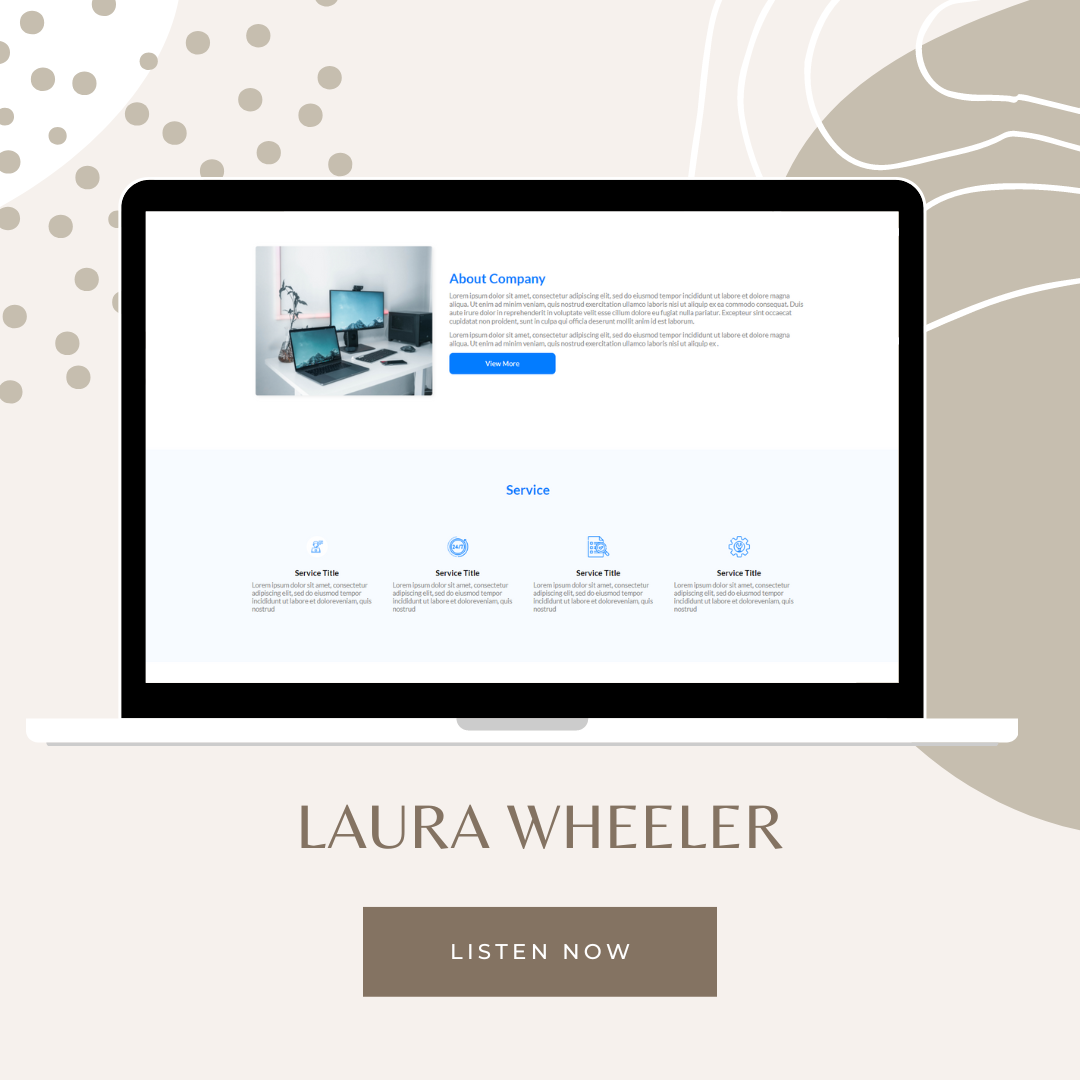 About Company
Lorem ipsum dolor sit amet, consectetur adipiscing elit, sed do eiusmod tempor incididunt ut labore et dolore magna
aliqua. Ut enim ad minim veniam, quis nostrud exercitation ullamco laboris nisi ut aliquip ex ea commodo consequat. Duis
aute irure dolor in reprehenderit in voluptate velit esse cillum dolore eu fugiat nulla pariatur. Excepteur sint occaecat
cupidatat non proident, sunt in culpa qui officia deserunt mollit anim id est laborum.
Lorem ipsum dolor sit amet, consectetur adipiscing elit, sed do eiusmod tempor incididunt ut labore et dolore magna
aliqua. Ut enim ad minim veniam, quis nostrud exercitation ullamco laboris nisi ut aliquip ex .
View More
Service
24/7
Service Title
Lorem ipsum dolor sit amet, consectetur
adipiscing elit, sed do eiusmod tempor
incididunt ut labore et doloreveniam, quis
nostrud
Service Title
Lorem ipsum dolor sit amet, consectetur
adipiscing elit, sed do eiusmod tempor
incididunt ut labore et doloreveniam, quis
nostrud
Service Title
Lorem ipsum dolor sit amet, consectetur
adipiscing elit, sed do eiusmod tempor
incididunt ut labore et doloreveniam, quis
nostrud
Service Title
Lorem ipsum dolor sit amet, consectetur
adipiscing elit, sed do eiusmod tempor
incididunt ut labore et doloreveniam, quis
nostrud
LAURA WHEELER
LISTEN NOW